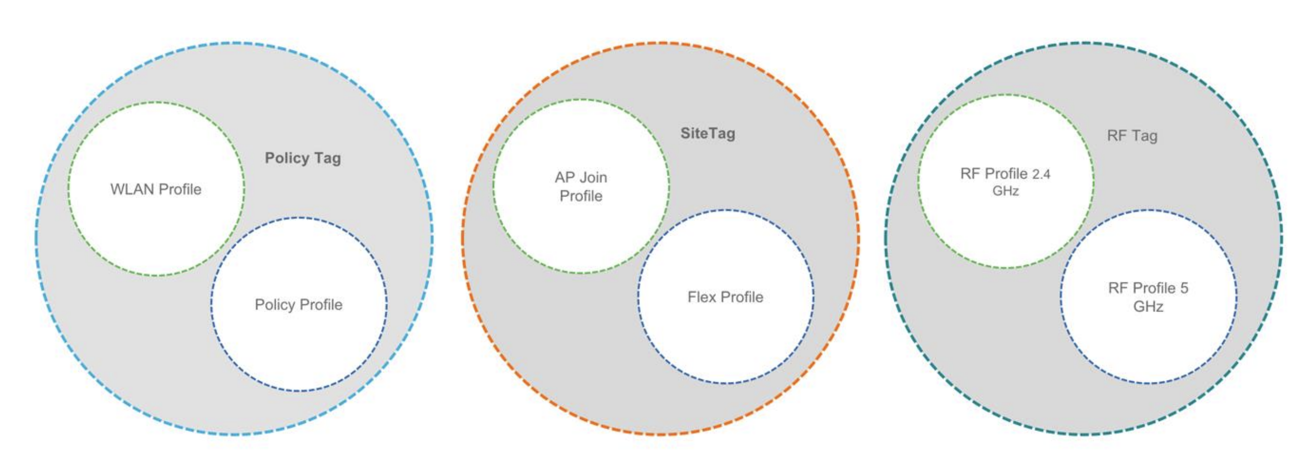 Policy Tag
WLAN Profile
Policy Profile
SiteTag
AP Join
Profile
Flex Profile
RF Tag
RF Profile 2.4
GHz
RF Profile 5
GHz